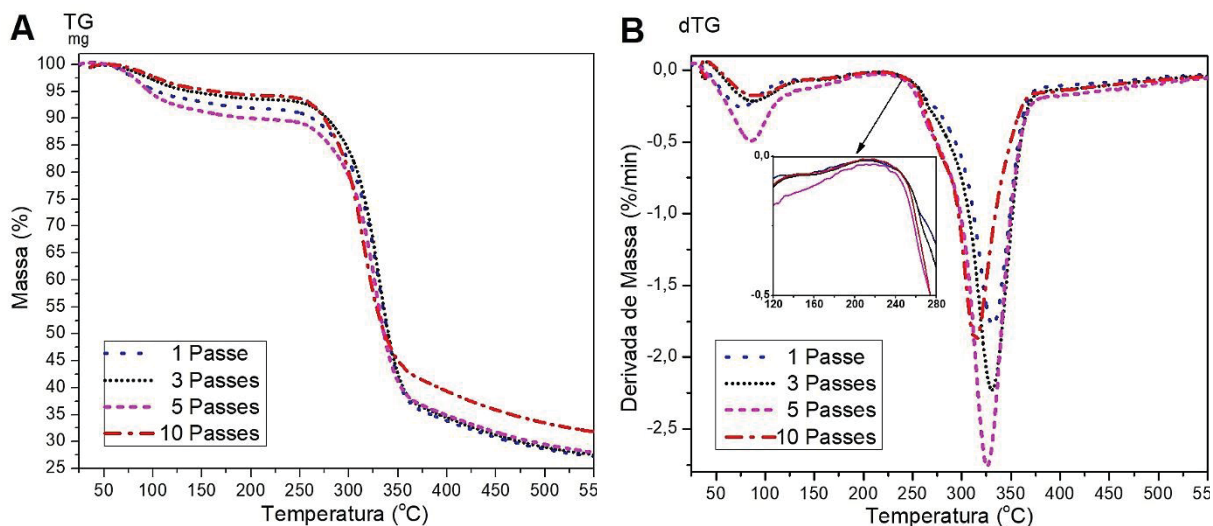 A
TG
mg
100
95
90
85
80
75
70
65
60
55
50
45
40
35
30
25
Massa (%)
1 Passe
3 Passes
5 Passes
10 Passes
50 100 150 200 250 300 350 400 450 500 55
Temperatura (°C)
B
dTG
0,0
-0,5
-1,0
-1,5
-2,0
-2,5
Derivada de Massa (%/min)
0,0
-0,5
120 160 200 240 280
1 Passe
3 Passes
5 Passes
10 Passes
50 100 150 200 250 300 350 400 450 500 55
Temperatura (°C)